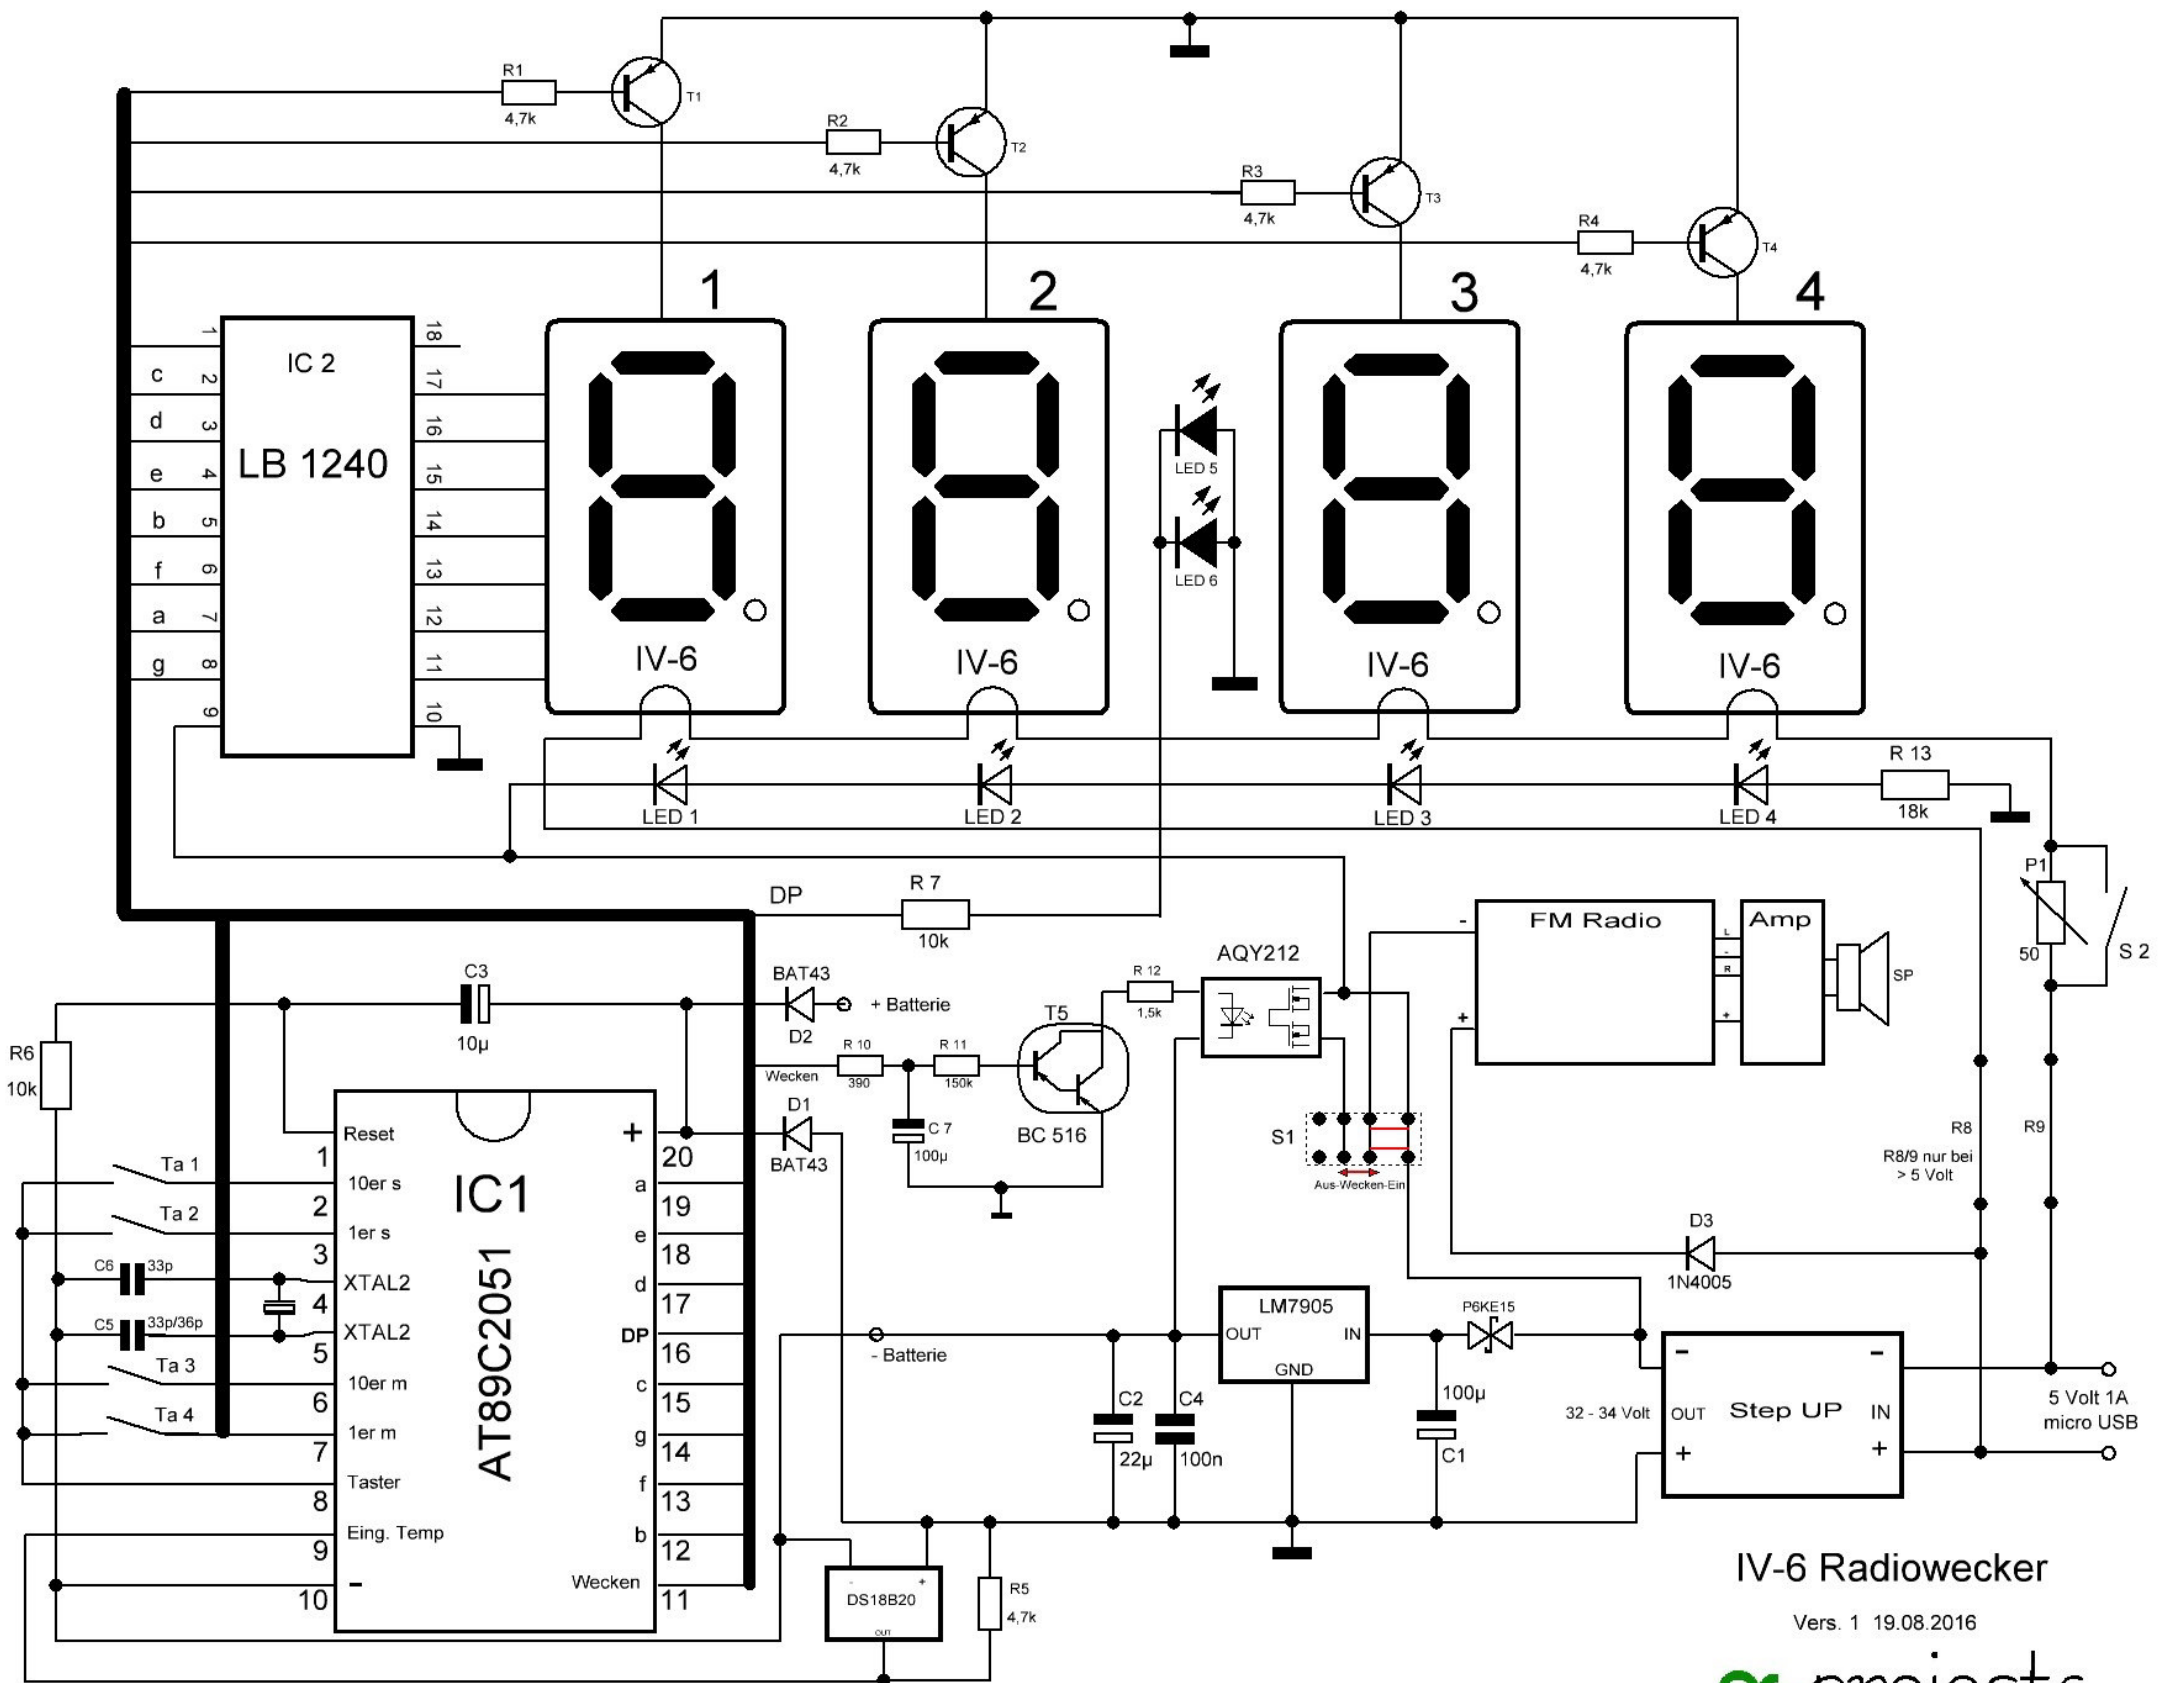 R1
4,7k
T1
R2
4,7k
T2
R3
4,7k
T3
R4
4,7k
T4
1
2
3
4
IC 2
LB 1240
1
c 2
d 3
e 4
b 5
f 6
a 7
g 8
9
18
17
16
15
14
13
12
11
10
IV-6
IV-6
IV-6
IV-6
LED 5
LED 6
LED 1
LED 2
LED 3
LED 4
R 13
18k
DP
R 7
10k
P1
50
S 2
FM Radio
-
+
L
-
R
+
Amp
SP
AQY212
R 12
1,5k
T5
BC 516
C3
10µ
BAT43
D2
+ Batterie
R6
10k
Wecken
R 10
390
R 11
150k
C 7
100µ
D1
BAT43
S1
Aus-Wecken-Ein
R8
R9
R8/9 nur bei
> 5 Volt
D3
1N4005
IC1
AT89C2051
Reset
1
10er s
2
1er s
3
XTAL2
4
XTAL2
5
10er m
6
1er m
7
Taster
8
Eing. Temp
9
-
10
+
20
a
19
e
18
d
17
DP
16
c
15
g
14
f
13
b
12
Wecken
11
Ta 1
Ta 2
C6 33p
C5 33p/36p
Ta 3
Ta 4
- Batterie
C2
22µ
C4
100n
LM7905
OUT IN
GND
P6KE15
100µ
C1
32 - 34 Volt
- -
OUT Step UP IN
+ +
5 Volt 1A
micro USB
- +
DS18B20
OUT
R5
4,7k
IV-6 Radiowecker
Vers. 1 19.08.2016